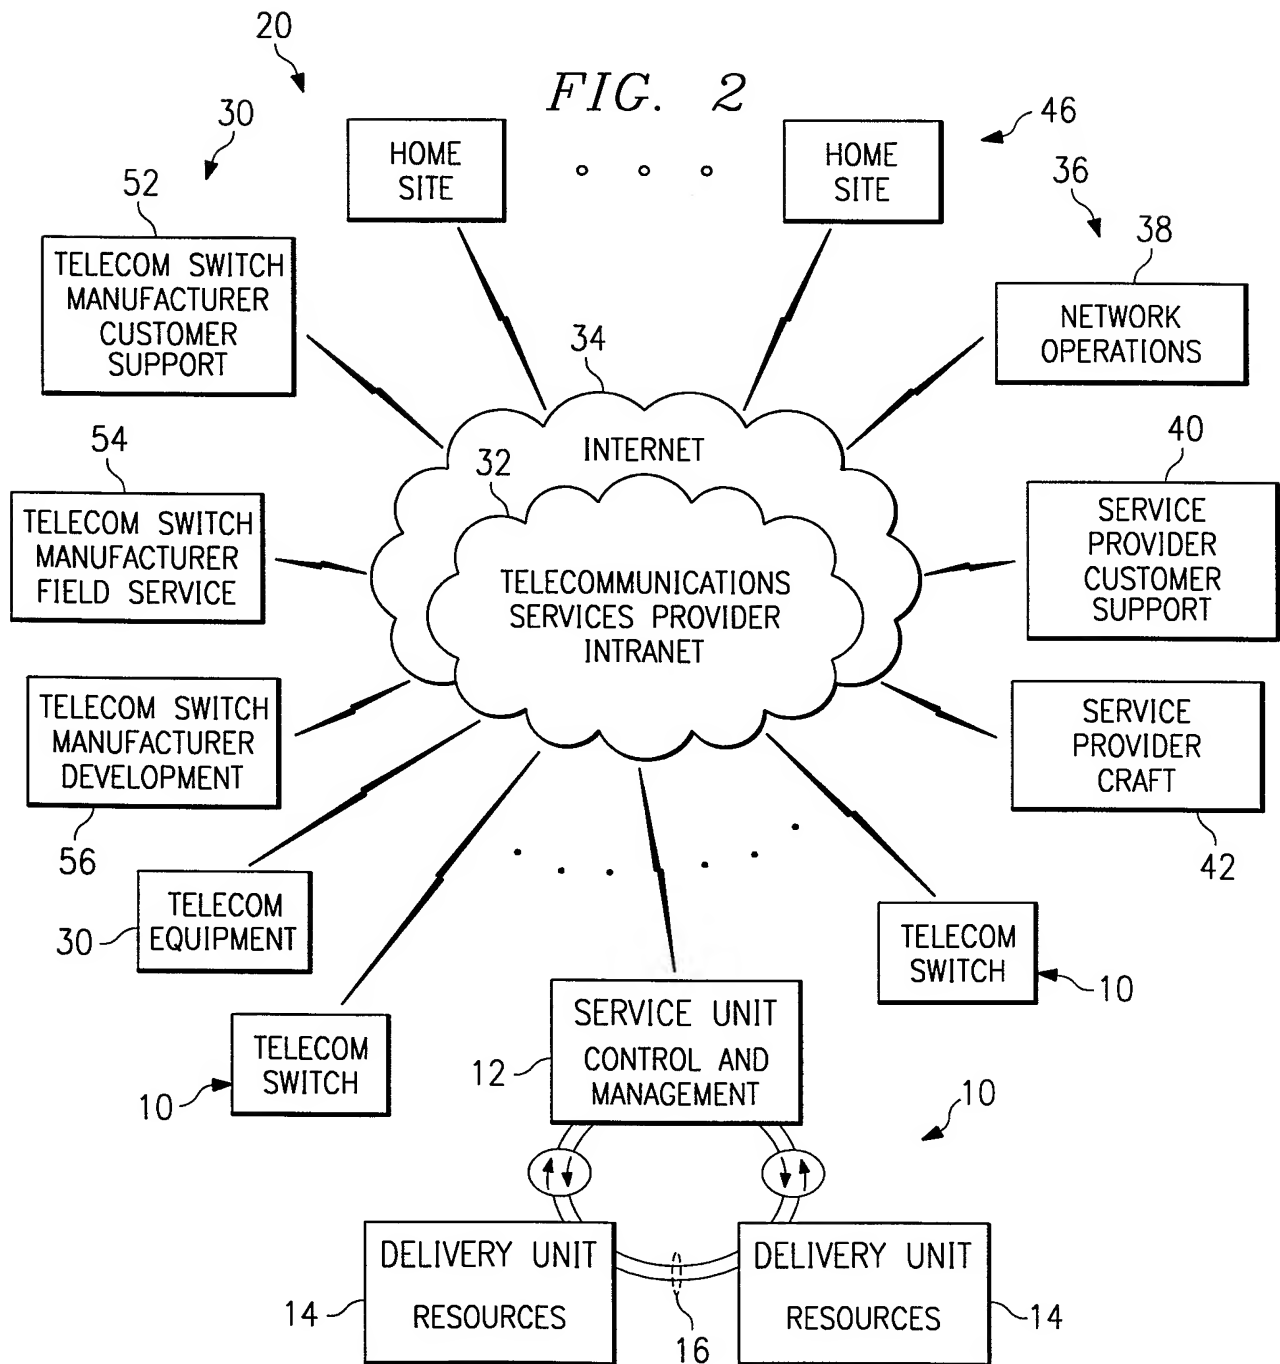 20
FIG. 2
30
46
HOME
SITE
HOME
SITE
36
52
38
TELECOM SWITCH
MANUFACTURER
CUSTOMER
SUPPORT
NETWORK
OPERATIONS
34
INTERNET
54
32
40
TELECOM SWITCH
MANUFACTURER
FIELD SERVICE
TELECOMMUNICATIONS
SERVICES PROVIDER
INTRANET
SERVICE
PROVIDER
CUSTOMER
SUPPORT
TELECOM SWITCH
MANUFACTURER
DEVELOPMENT
SERVICE
PROVIDER
CRAFT
56
42
30
TELECOM
EQUIPMENT
TELECOM
SWITCH
10
10
TELECOM
SWITCH
12
SERVICE UNIT
CONTROL AND
MANAGEMENT
10
DELIVERY UNIT
RESOURCES
DELIVERY UNIT
RESOURCES
14
16
14